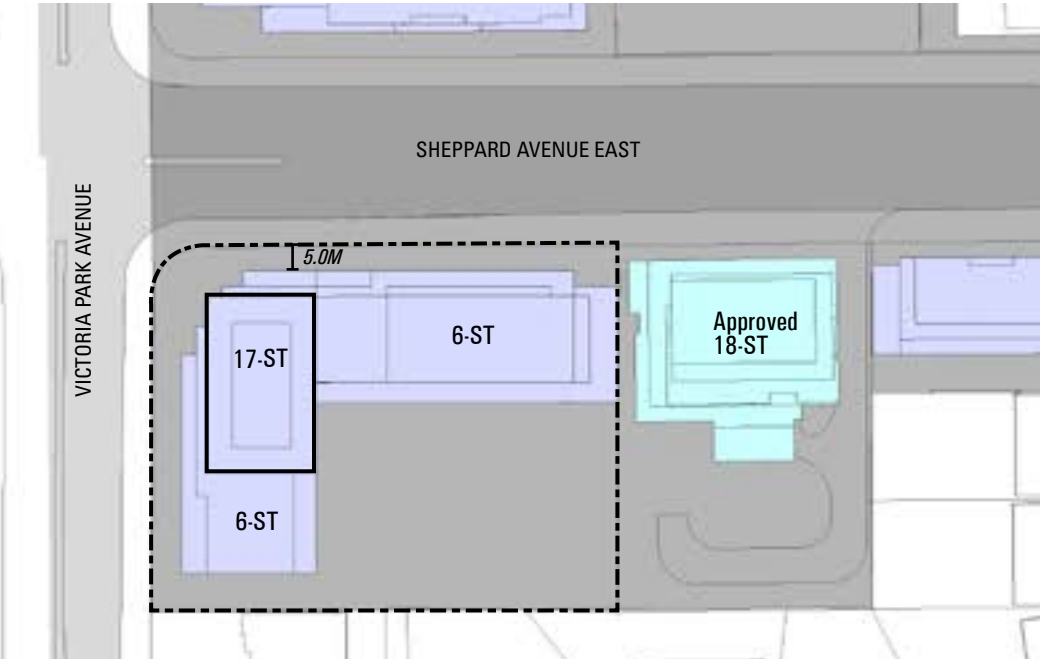 SHEPPARD AVENUE EAST
VICTORIA PARK AVENUE
5.0M
17-ST
6-ST
Approved
18-ST
6-ST